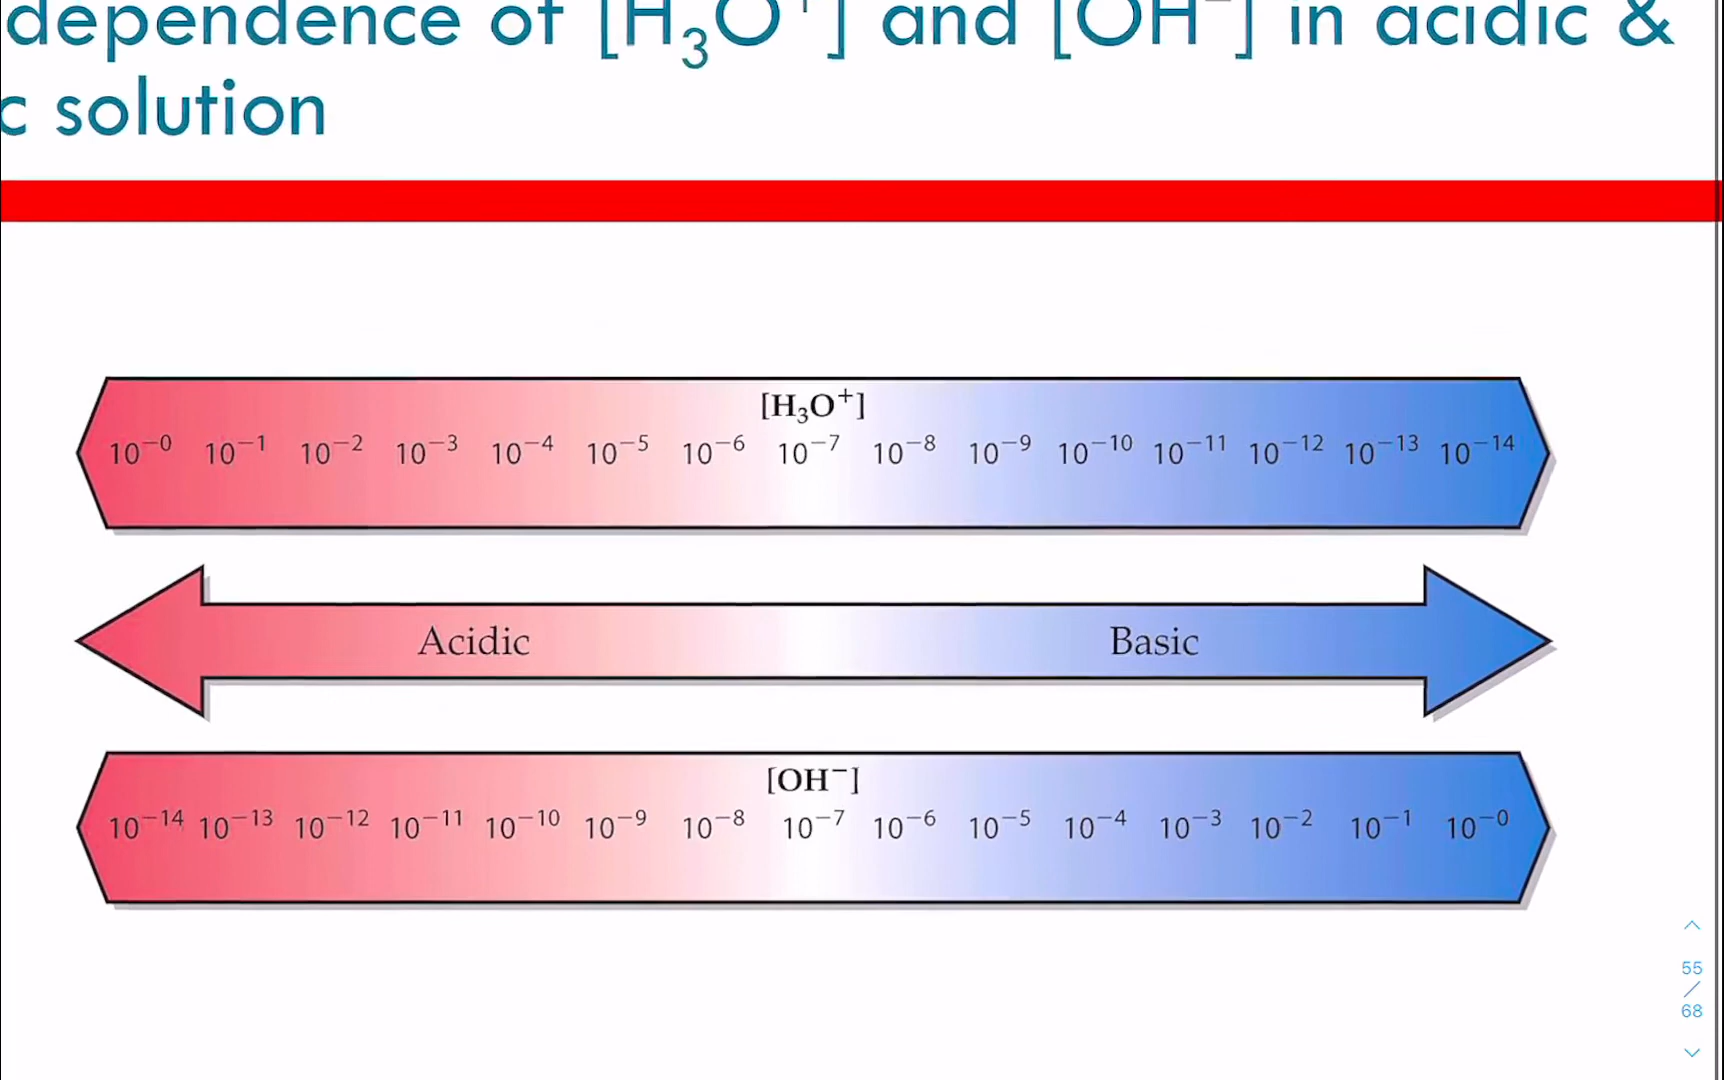 dependence of [H₃O⁺] and [OH⁻] in acidic &
c solution
[H₃O⁺]
10⁻⁰ 10⁻¹ 10⁻² 10⁻³ 10⁻⁴ 10⁻⁵ 10⁻⁶ 10⁻⁷ 10⁻⁸ 10⁻⁹ 10⁻¹⁰ 10⁻¹¹ 10⁻¹² 10⁻¹³ 10⁻¹⁴
Acidic Basic
[OH⁻]
10⁻¹⁴ 10⁻¹³ 10⁻¹² 10⁻¹¹ 10⁻¹⁰ 10⁻⁹ 10⁻⁸ 10⁻⁷ 10⁻⁶ 10⁻⁵ 10⁻⁴ 10⁻³ 10⁻² 10⁻¹ 10⁻⁰
55
/
68